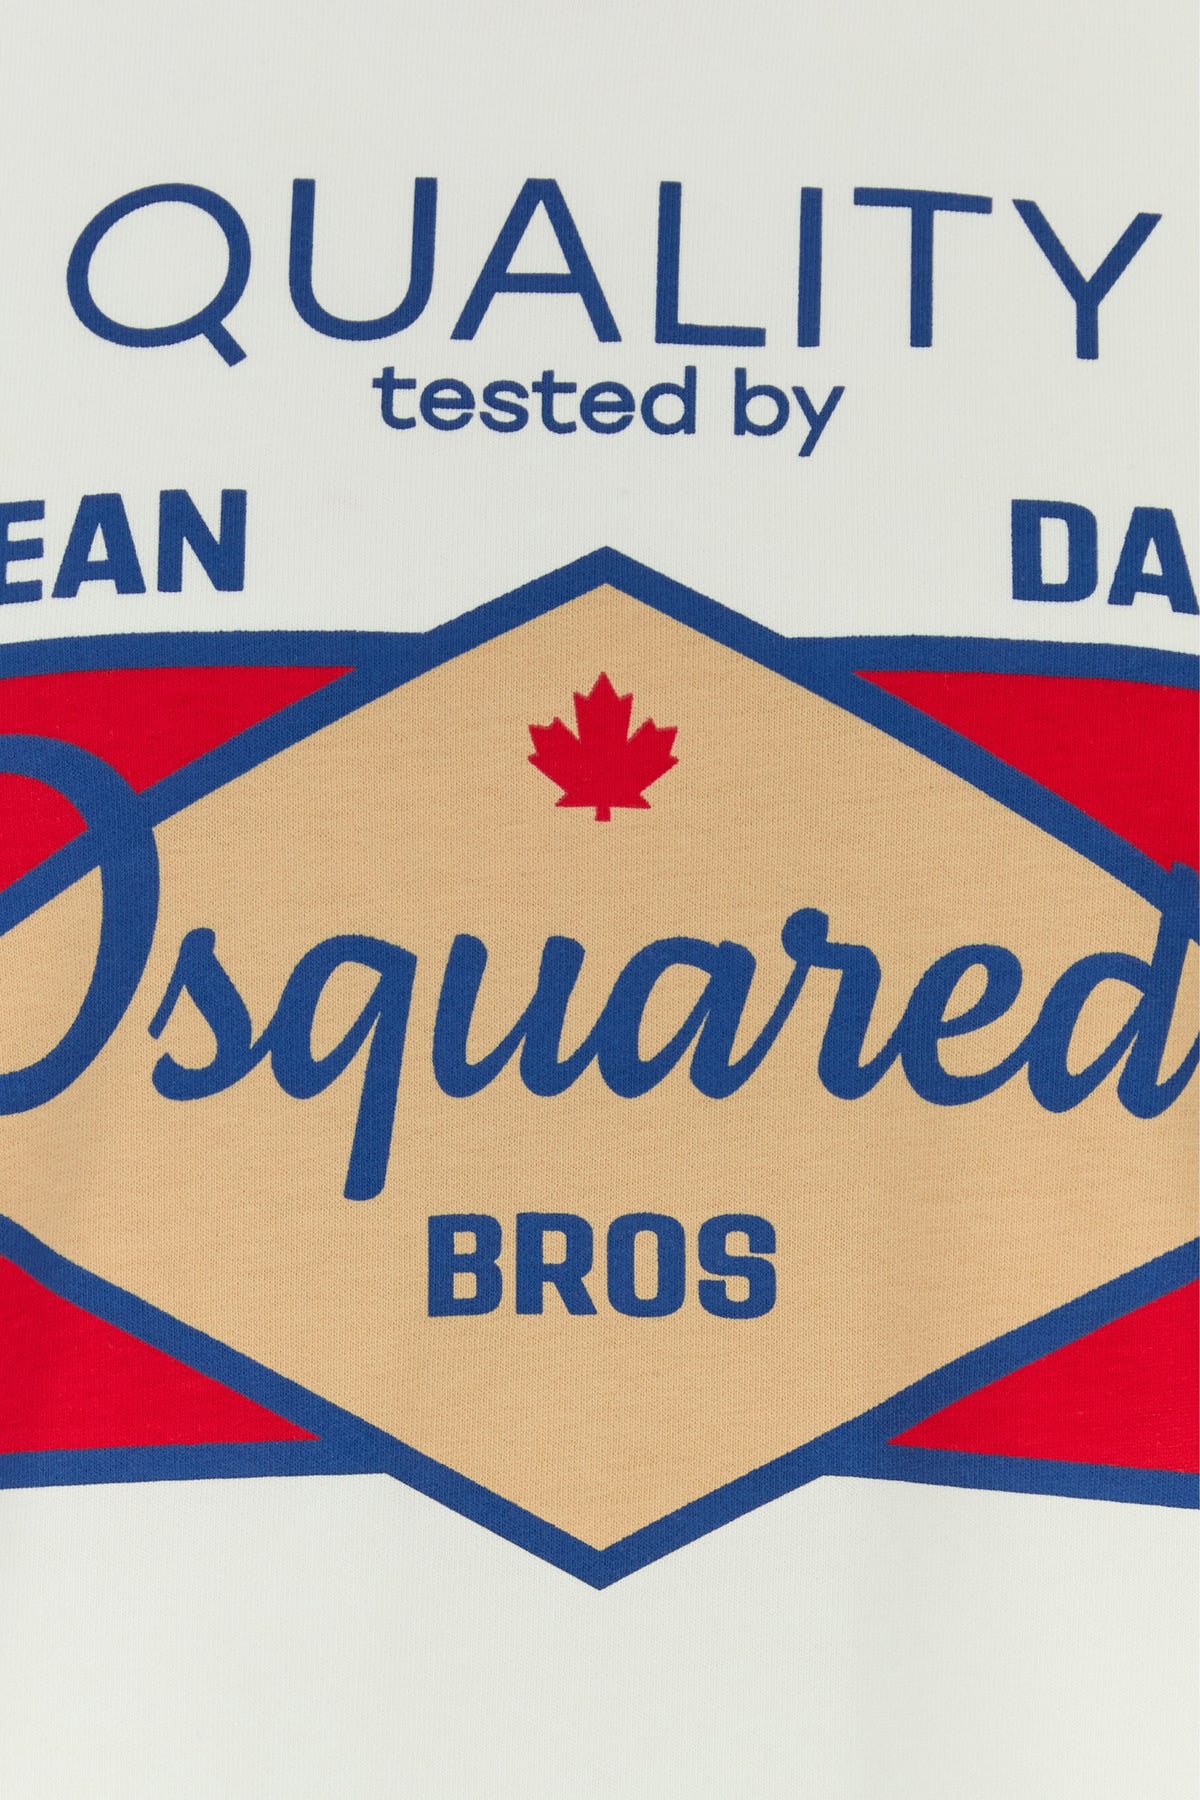 QUALITY
tested by
EAN DA
Dsquared
BROS